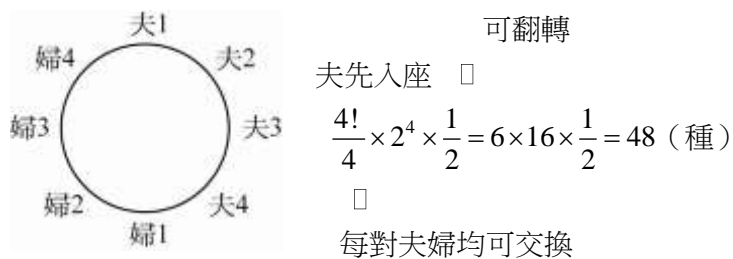 夫1
婦4
夫2
婦3
夫3
婦2
夫4
婦1
可翻轉
夫先入座 □
4!/4 × 2⁴ × 1/2 = 6 × 16 × 1/2 = 48（種）
□
每對夫婦均可交換